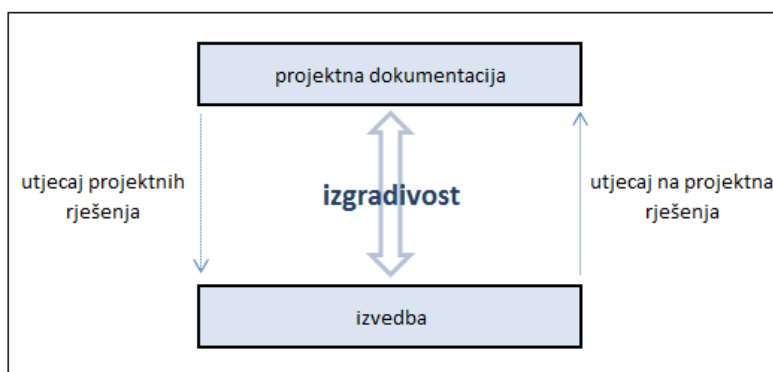 projektna dokumentacija
utjecaj projektnih
rješenja
izgradivost
utjecaj na projektna
rješenja
izvedba